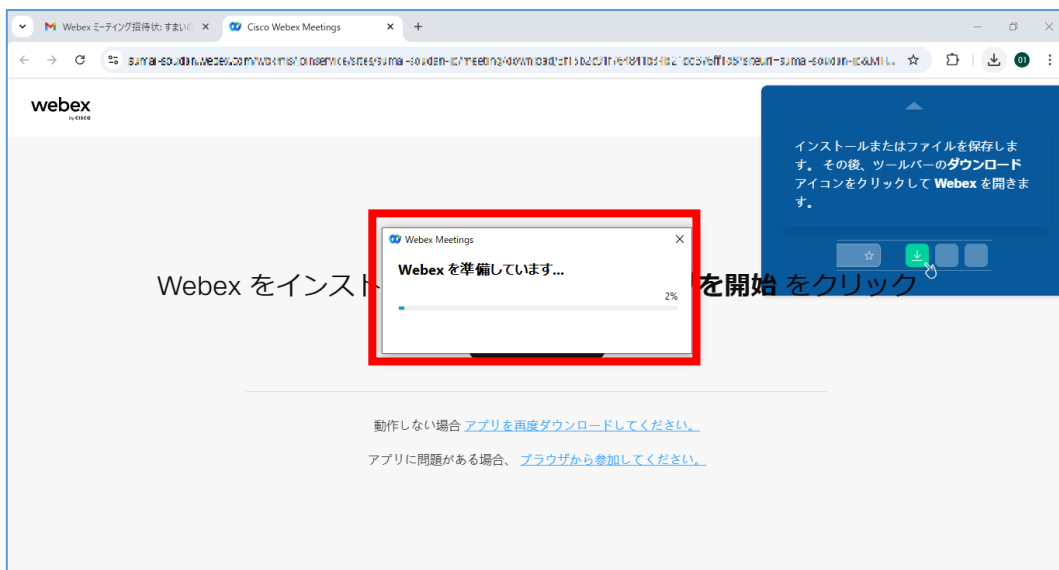 Webex ミーティング招待状: すまい
Cisco Webex Meetings
01
webex
by CISCO
インストールまたはファイルを保存しま
す。 その後、ツールバーのダウンロード
アイコンをクリックして Webex を開きま
す。
Webex Meetings
Webex を準備しています...
2%
Webex をインスト
を開始 をクリック
動作しない場合 アプリを再度ダウンロードしてください。
アプリに問題がある場合、 ブラウザから参加してください。